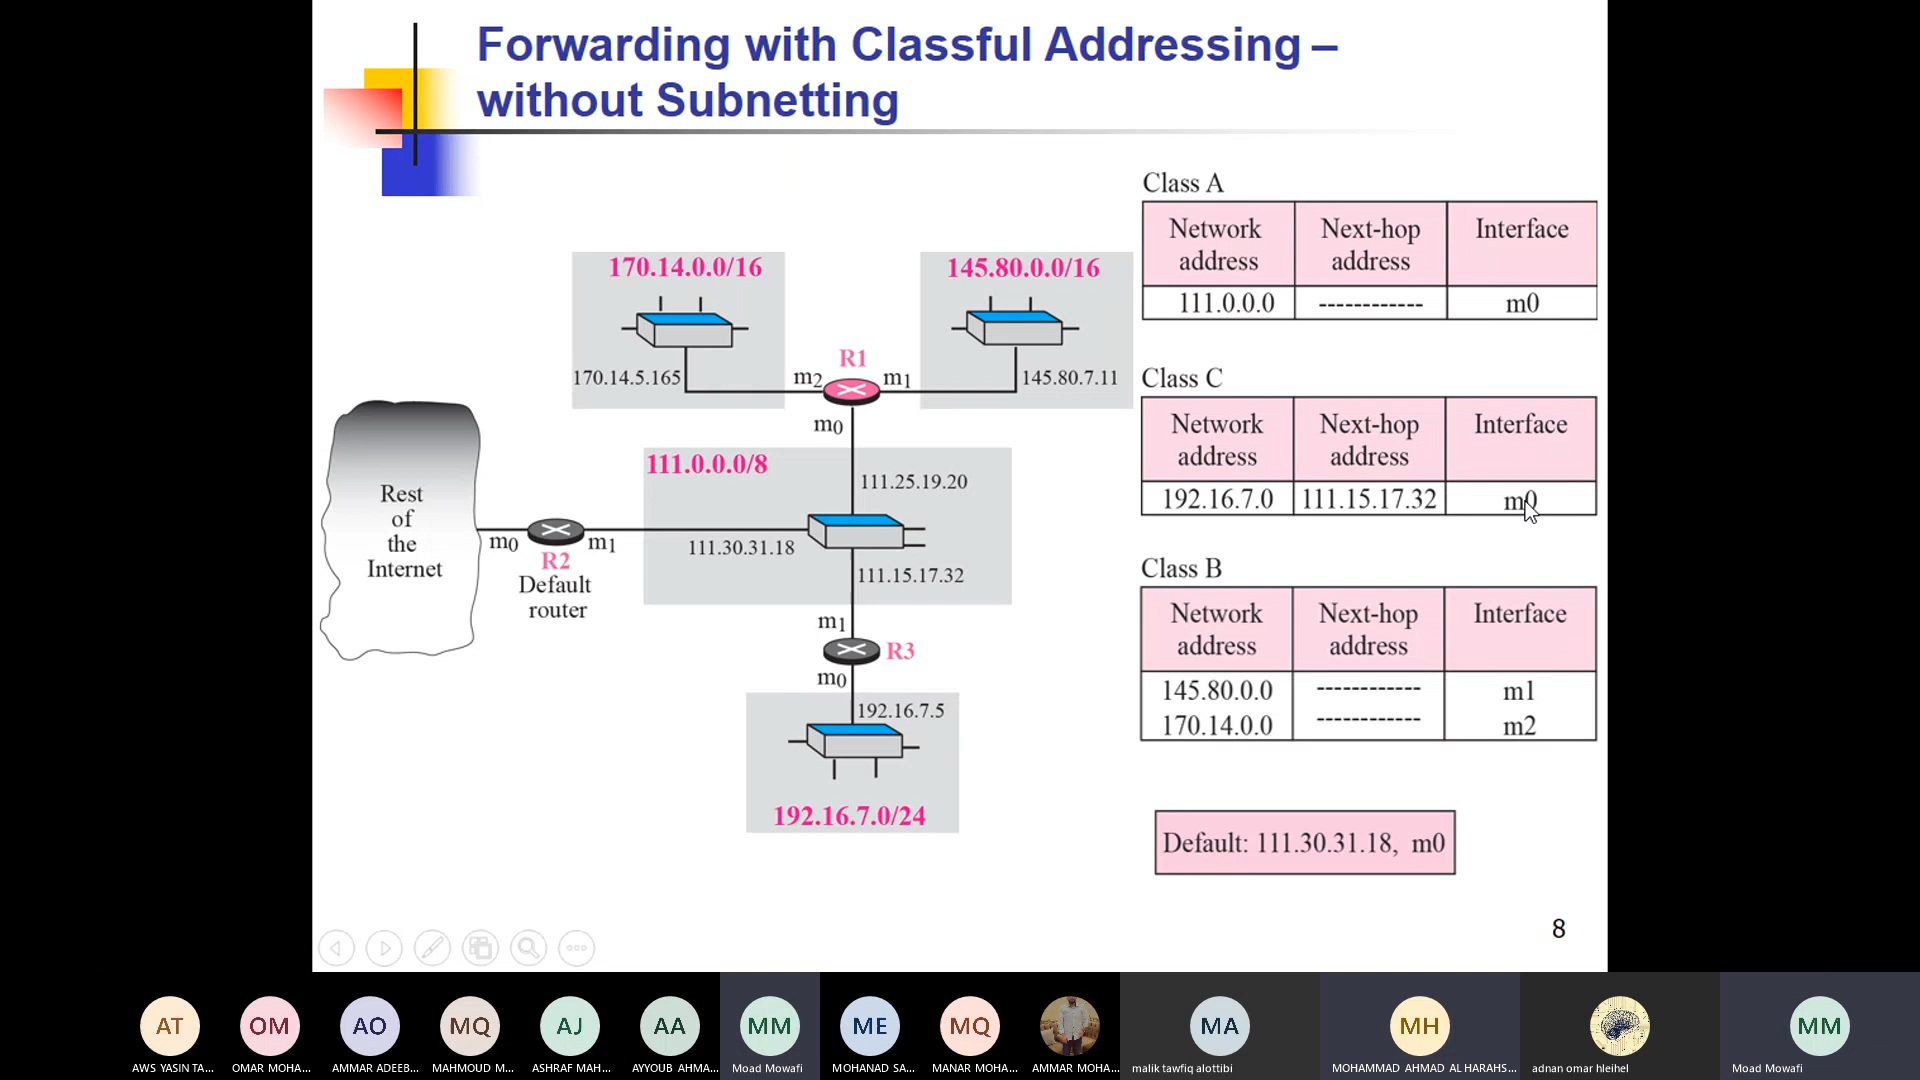 Forwarding with Classful Addressing –
without Subnetting
170.14.0.0/16
170.14.5.165
145.80.0.0/16
145.80.7.11
R1
m2
m1
m0
111.0.0.0/8
111.25.19.20
111.30.31.18
111.15.17.32
Rest
of
the
Internet
m0
m1
R2
Default
router
m1
R3
m0
192.16.7.5
192.16.7.0/24
Class A
Network address Next-hop address Interface
111.0.0.0 ------------ m0
Class C
Network address Next-hop address Interface
192.16.7.0 111.15.17.32 m0
Class B
Network address Next-hop address Interface
145.80.0.0 ------------ m1
170.14.0.0 ------------ m2
Default: 111.30.31.18, m0
8
AT OM AO MQ AJ AA MM ME MQ MA MH MM
AWS YASIN TA... OMAR MOHA... AMMAR ADEEB... MAHMOUD M... ASHRAF MAH... AYYOUB AHMA... Moad Mowafi MOHANAD SA... MANAR MOHA... AMMAR MOHA... malik tawfiq alottibi MOHAMMAD AHMAD AL HARAHS... adnan omar hleihel Moad Mowafi